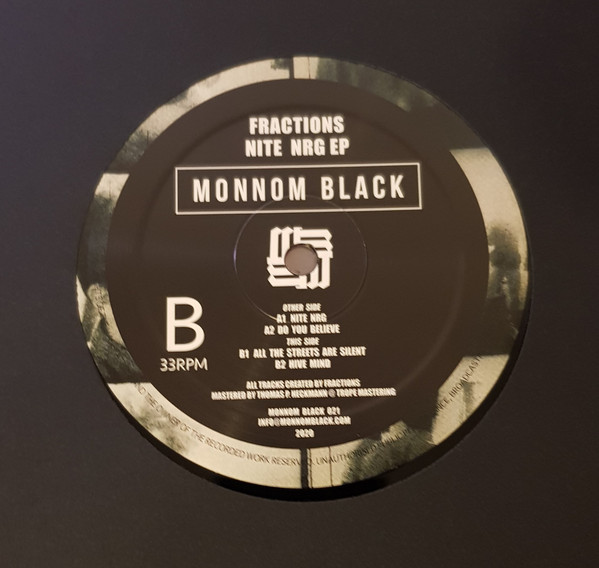 FRACTIONS
NITE NRG EP
MONNOM BLACK
B
33RPM
OTHER SIDE
A1 NITE NRG
A2 DO YOU BELIEVE
THIS SIDE
B1 ALL THE STREETS ARE SILENT
B2 HIVE MIND
ALL TRACKS CREATED BY FRACTIONS
MASTERED BY THOMAS P. HECKMANN @ TROPE MASTERING
MONNOM BLACK 021
INFO@MONNOMBLACK.COM
2020
THE OWNER OF THE RECORDED WORK RESERVED. UNAUTHORISED
BROADCAST